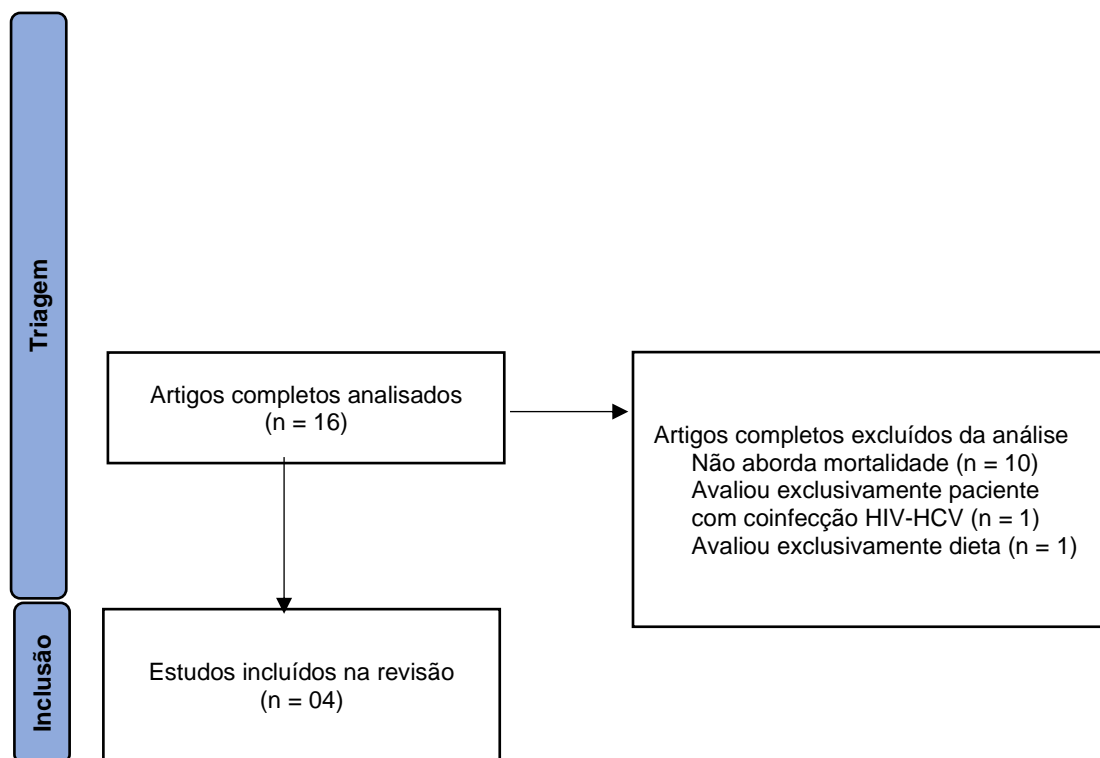 Triagem
Artigos completos analisados
(n = 16)
Artigos completos excluídos da análise
Não aborda mortalidade (n = 10)
Avaliou exclusivamente paciente
com coinfecção HIV-HCV (n = 1)
Avaliou exclusivamente dieta (n = 1)
Inclusão
Estudos incluídos na revisão
(n = 04)